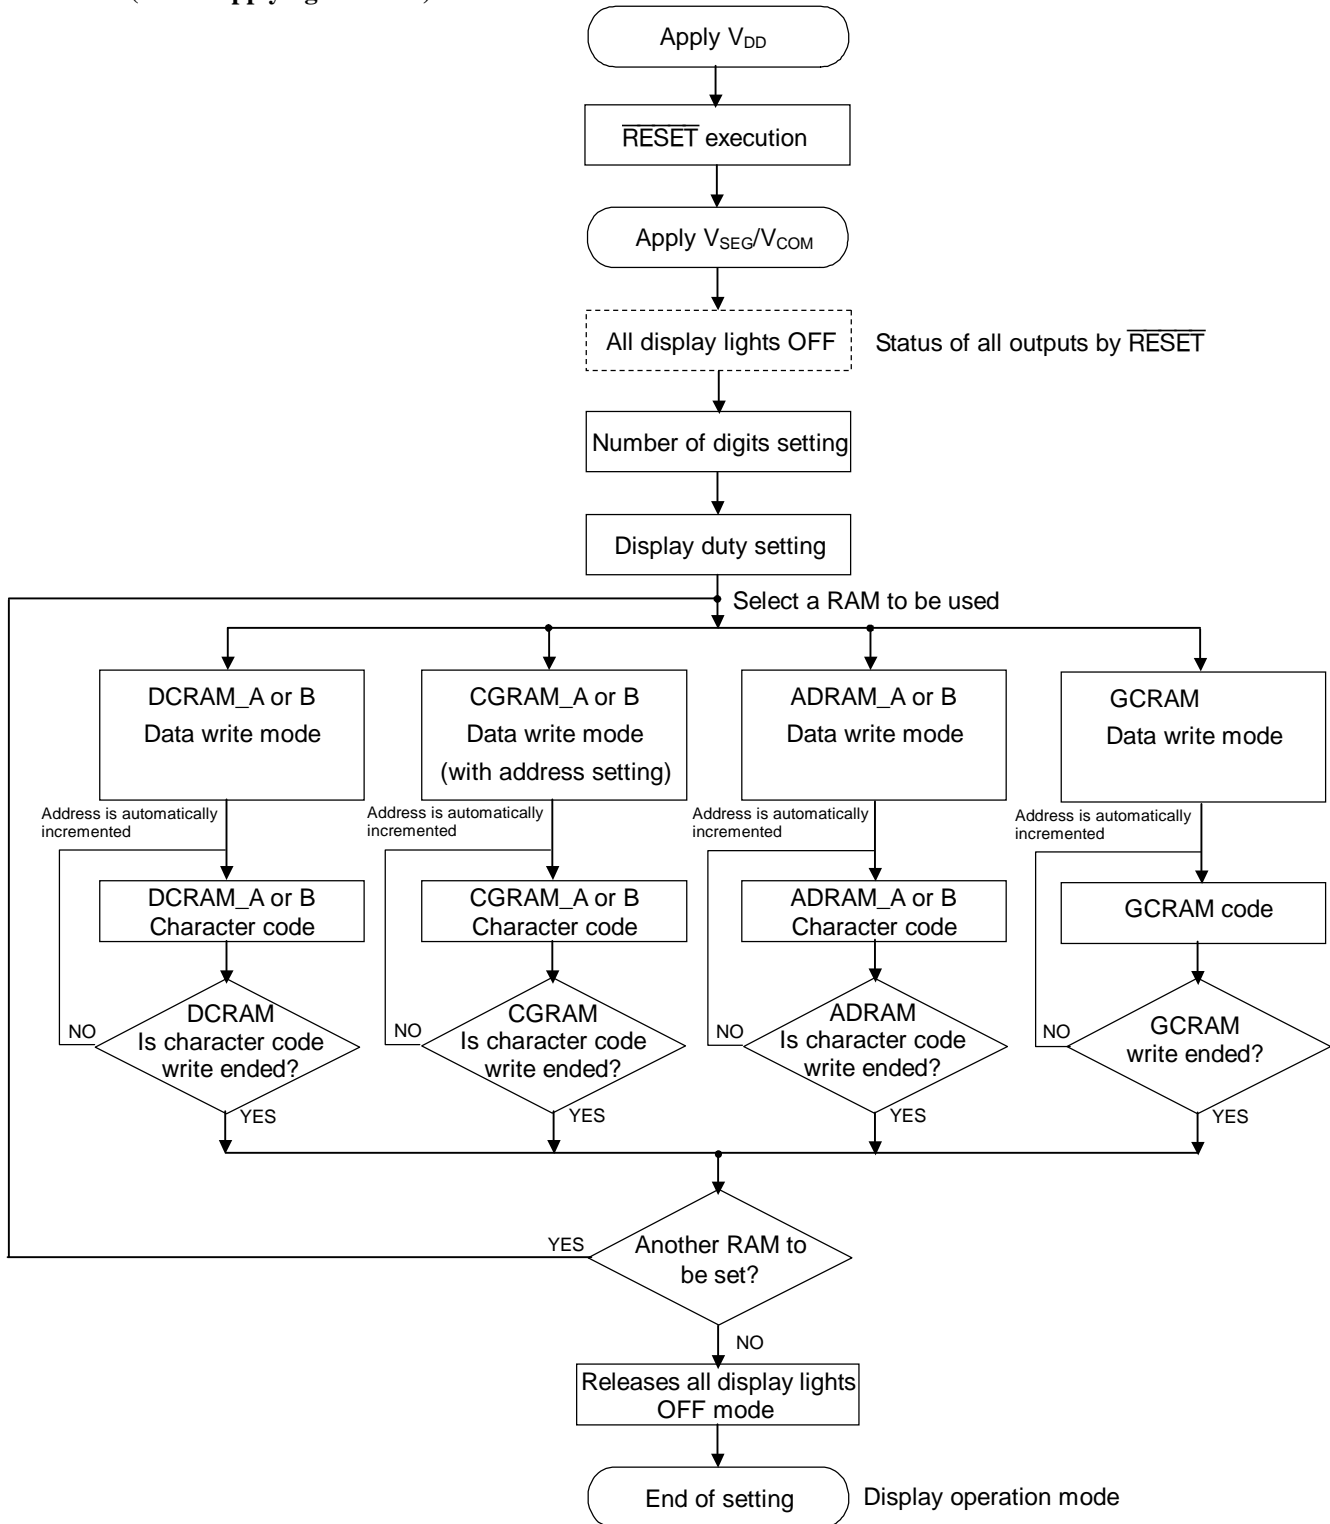 Apply VDD
RESET execution
Apply VSEG/VCOM
All display lights OFF
Status of all outputs by RESET
Number of digits setting
Display duty setting
Select a RAM to be used
DCRAM_A or B
Data write mode
CGRAM_A or B
Data write mode
(with address setting)
ADRAM_A or B
Data write mode
GCRAM
Data write mode
Address is automatically
incremented
Address is automatically
incremented
Address is automatically
incremented
Address is automatically
incremented
DCRAM_A or B
Character code
CGRAM_A or B
Character code
ADRAM_A or B
Character code
GCRAM code
NO
DCRAM
Is character code
write ended?
YES
NO
CGRAM
Is character code
write ended?
YES
NO
ADRAM
Is character code
write ended?
YES
NO
GCRAM
write ended?
YES
YES
Another RAM to
be set?
NO
Releases all display lights
OFF mode
End of setting
Display operation mode